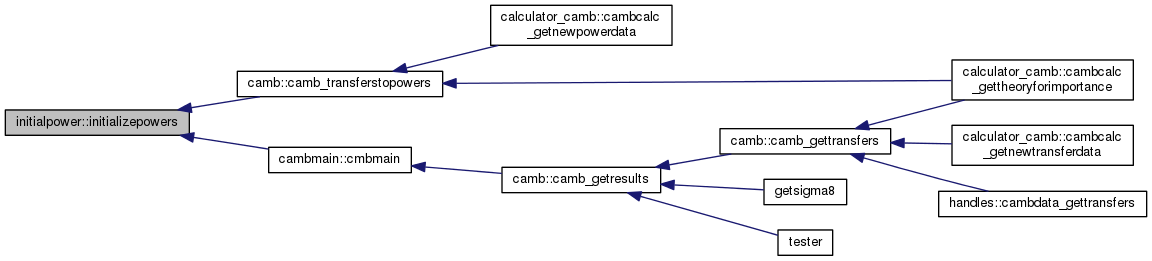 calculator_camb::cambcalc
_getnewpowerdata
camb::camb_transferstopowers
calculator_camb::cambcalc
_gettheoryforimportance
initialpower::initializepowers
camb::camb_gettransfers
calculator_camb::cambcalc
_getnewtransferdata
cambmain::cmbmain
camb::camb_getresults
getsigma8
handles::cambdata_gettransfers
tester